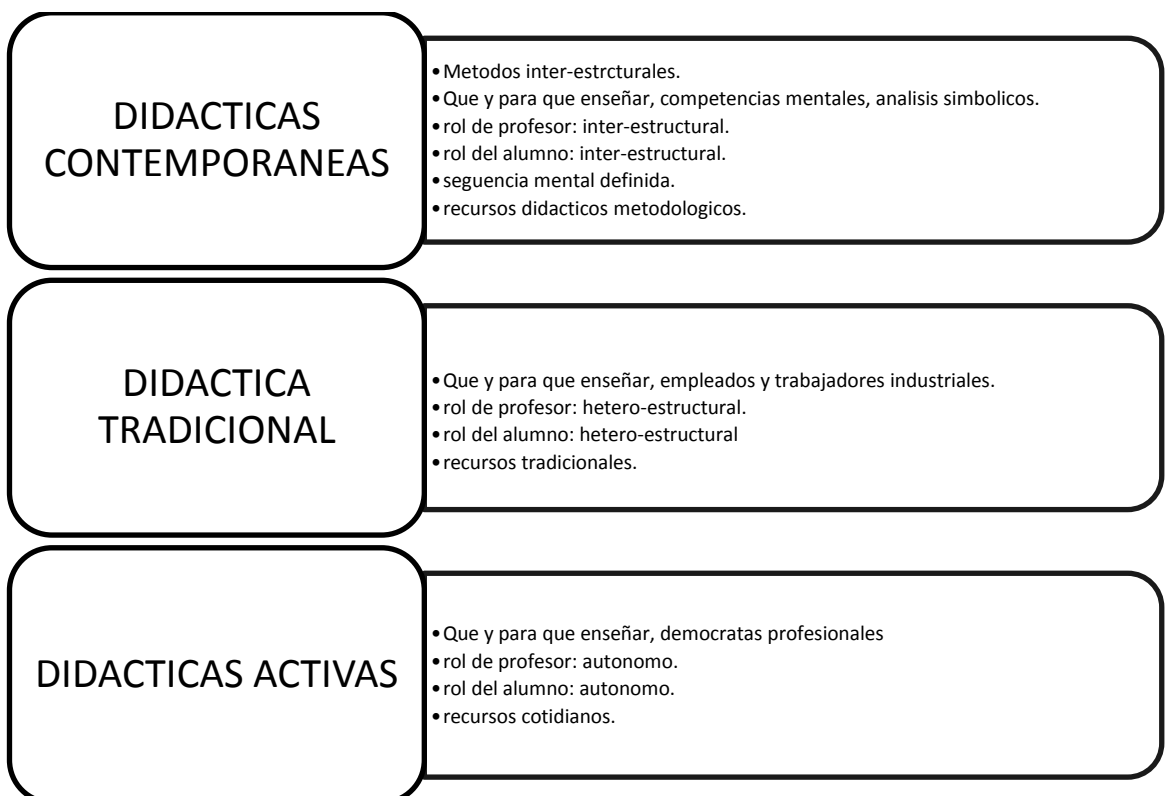 DIDACTICAS
CONTEMPORANEAS
•Metodos inter-estrcturales.
•Que y para que enseñar, competencias mentales, analisis simbolicos.
•rol de profesor: inter-estructural.
•rol del alumno: inter-estructural.
•seguencia mental definida.
•recursos didacticos metodologicos.
DIDACTICA
TRADICIONAL
•Que y para que enseñar, empleados y trabajadores industriales.
•rol de profesor: hetero-estructural.
•rol del alumno: hetero-estructural
•recursos tradicionales.
DIDACTICAS ACTIVAS
•Que y para que enseñar, democratas profesionales
•rol de profesor: autonomo.
•rol del alumno: autonomo.
•recursos cotidianos.